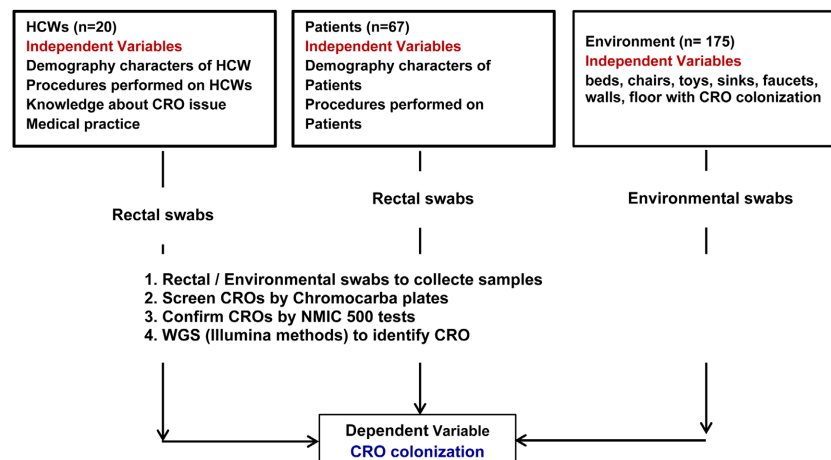 HCWs (n=20)
Independent Variables
Demography characters of HCW
Procedures performed on HCWs
Knowledge about CRO issue
Medical practice
Patients (n=67)
Independent Variables
Demography characters of
Patients
Procedures performed on
Patients
Environment (n= 175)
Independent Variables
beds, chairs, toys, sinks, faucets,
walls, floor with CRO colonization
Rectal swabs
Rectal swabs
Environmental swabs
1. Rectal / Environmental swabs to collecte samples
2. Screen CROs by Chromocarba plates
3. Confirm CROs by NMIC 500 tests
4. WGS (Illumina methods) to identify CRO
Dependent Variable
CRO colonization